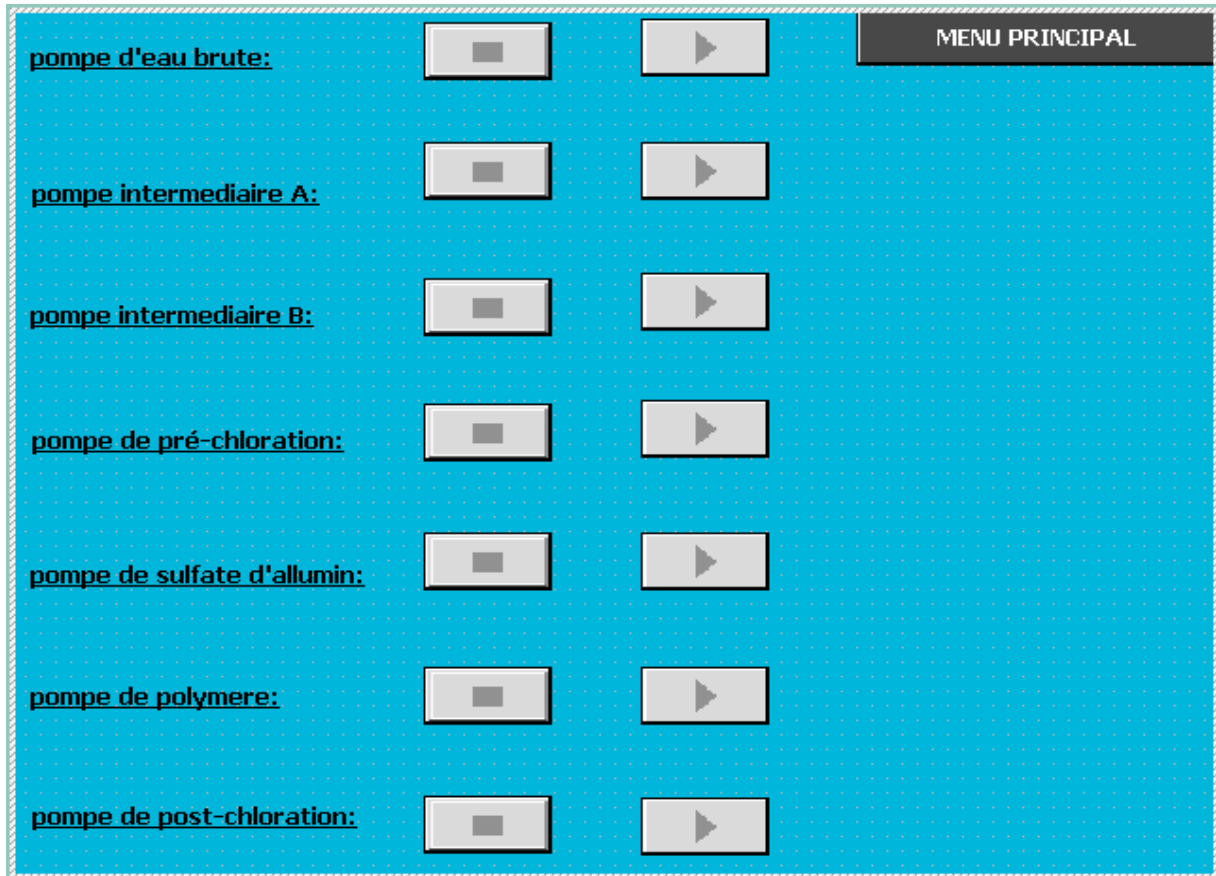 pompe d'eau brute:
MENU PRINCIPAL
pompe intermediaire A:
pompe intermediaire B:
pompe de pré-chloration:
pompe de sulfate d'allumin:
pompe de polymere:
pompe de post-chloration: